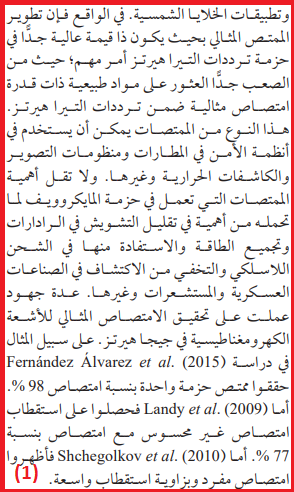 وتطبيقات الخلايا الشمسية. في الواقع فإن تطوير
الممتص المثالي بحيث يكون ذا قيمة عالية جدًّا في
حزمة ترددات التيرا هيرتز أمر مهم؛ حيث من
الصعب جدًّا العثور على مواد طبيعية ذات قدرة
امتصاص مثالية ضمن ترددات التيرا هيرتز.
هذا النوع من الممتصات يمكن أن يستخدم في
أنظمة الأمن في المطارات ومنظومات التصوير
والكاشفات الحرارية وغيرها. ولا تقل أهمية
الممتصات التي تعمل في حزمة المايكروويف لما
تحمله من أهمية في تقليل التشويش في الرادارات
وتجميع الطاقة والاستفادة منها في الشحن
اللاسلكي والتخفي من الاكتشاف في الصناعات
العسكرية والمستشعرات وغيرها. عدة جهود
عملت على تحقيق الامتصاص المثالي للأشعة
الكهرومغناطيسية في جيجا هيرتز. على سبيل المثال
في دراسة Fernández Álvarez et al. (2015)
حققوا ممتص حزمة واحدة بنسبة امتصاص 98 %.
أما Landy et al. (2009) فحصلوا على استقطاب
امتصاص غير محسوس مع امتصاص بنسبة
77 %. أما Shchegolkov et al. (2010) فأظهروا
امتصاص مفرد وبزاوية استقطاب واسعة.
(1)